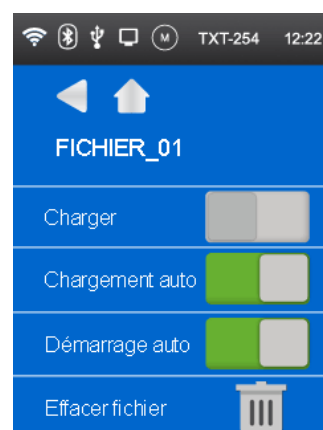 M TXT-254 12:22
FICHIER_01
Charger
Chargement auto
Démarrage auto
Effacer fichier